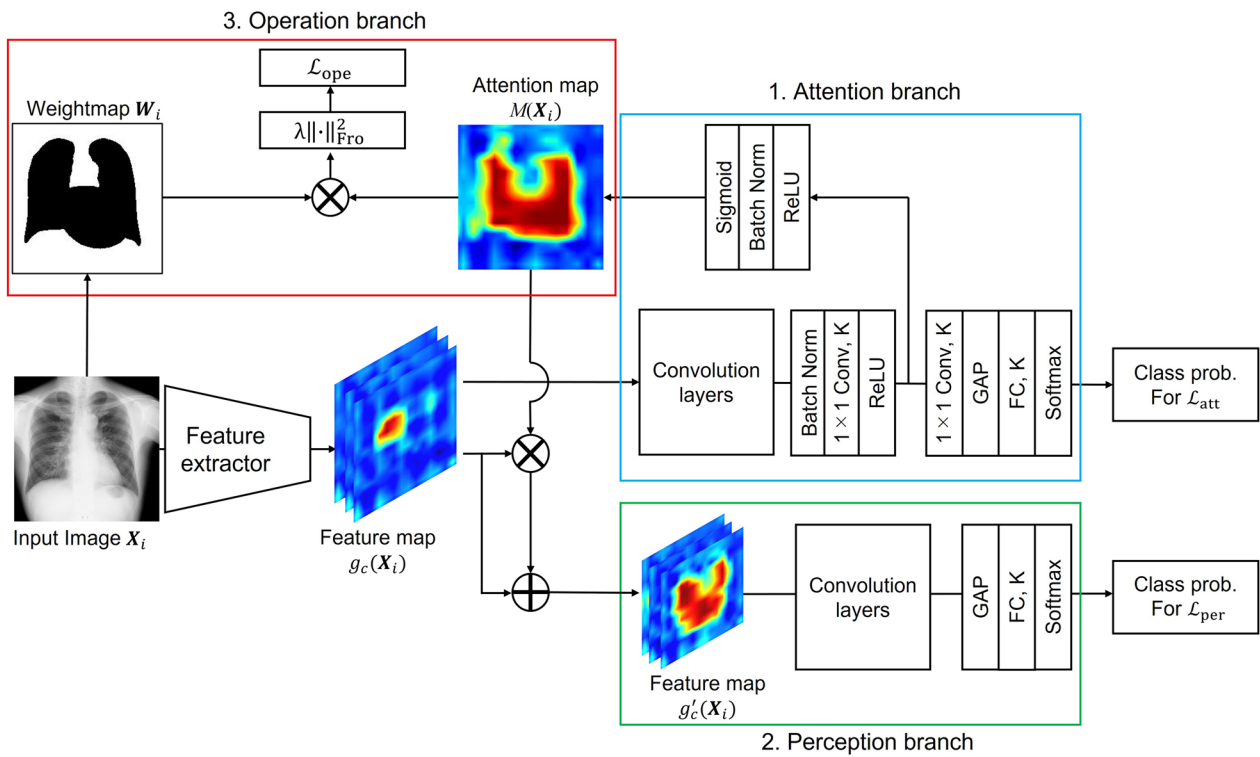 3. Operation branch
ℒope
λ‖·‖²Fro
Weightmap Wᵢ
Attention map
M(Xᵢ)
1. Attention branch
Sigmoid
Batch Norm
ReLU
Convolution
layers
Batch Norm
1×1 Conv, K
ReLU
1×1 Conv, K
GAP
FC, K
Softmax
Class prob.
For ℒatt
Feature
extractor
Input Image Xᵢ
Feature map
g_c(Xᵢ)
Feature map
g′_c(Xᵢ)
Convolution
layers
GAP
FC, K
Softmax
Class prob.
For ℒper
2. Perception branch